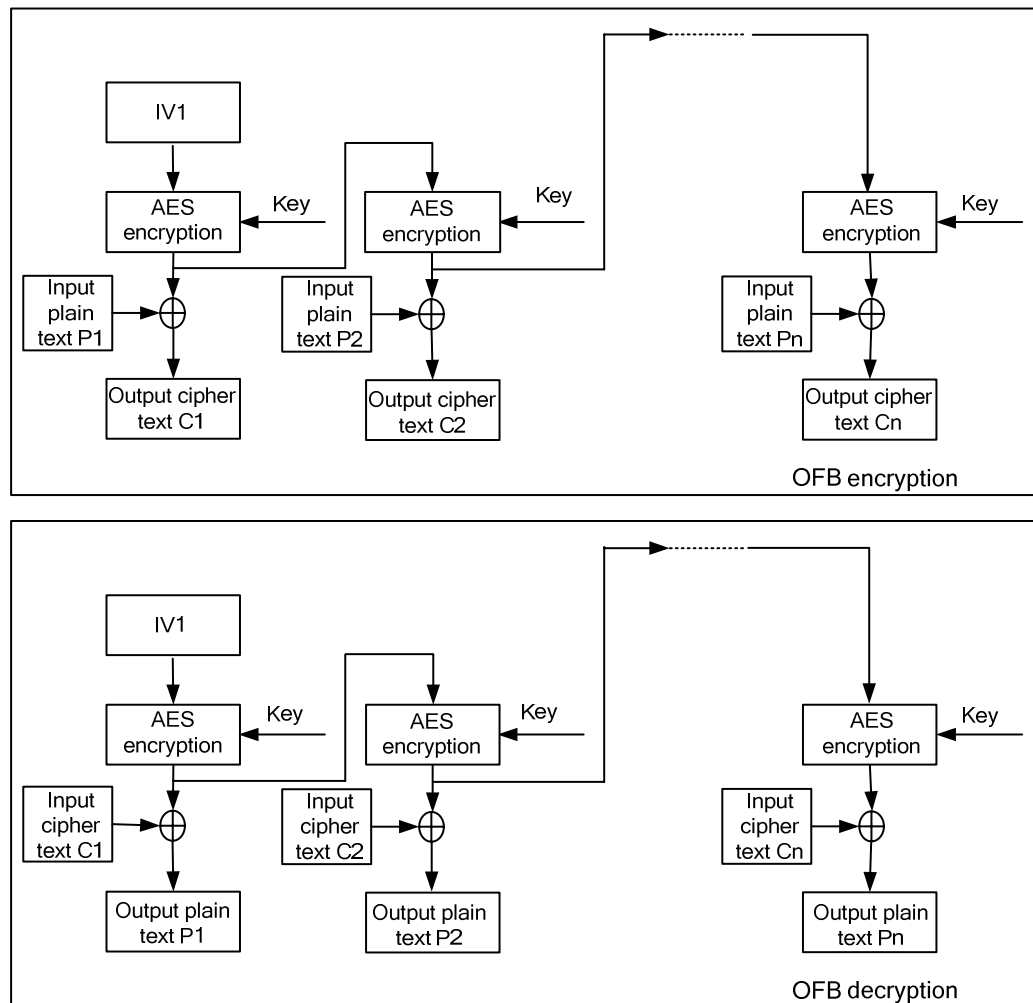 IV1
AES
encryption
Key
AES
encryption
Key
AES
encryption
Key
Input
plain
text P1
Input
plain
text P2
Input
plain
text Pn
Output cipher
text C1
Output cipher
text C2
Output cipher
text Cn
OFB encryption
IV1
AES
encryption
Key
AES
encryption
Key
AES
encryption
Key
Input
cipher
text C1
Input
cipher
text C2
Input
cipher
text Cn
Output plain
text P1
Output plain
text P2
Output plain
text Pn
OFB decryption